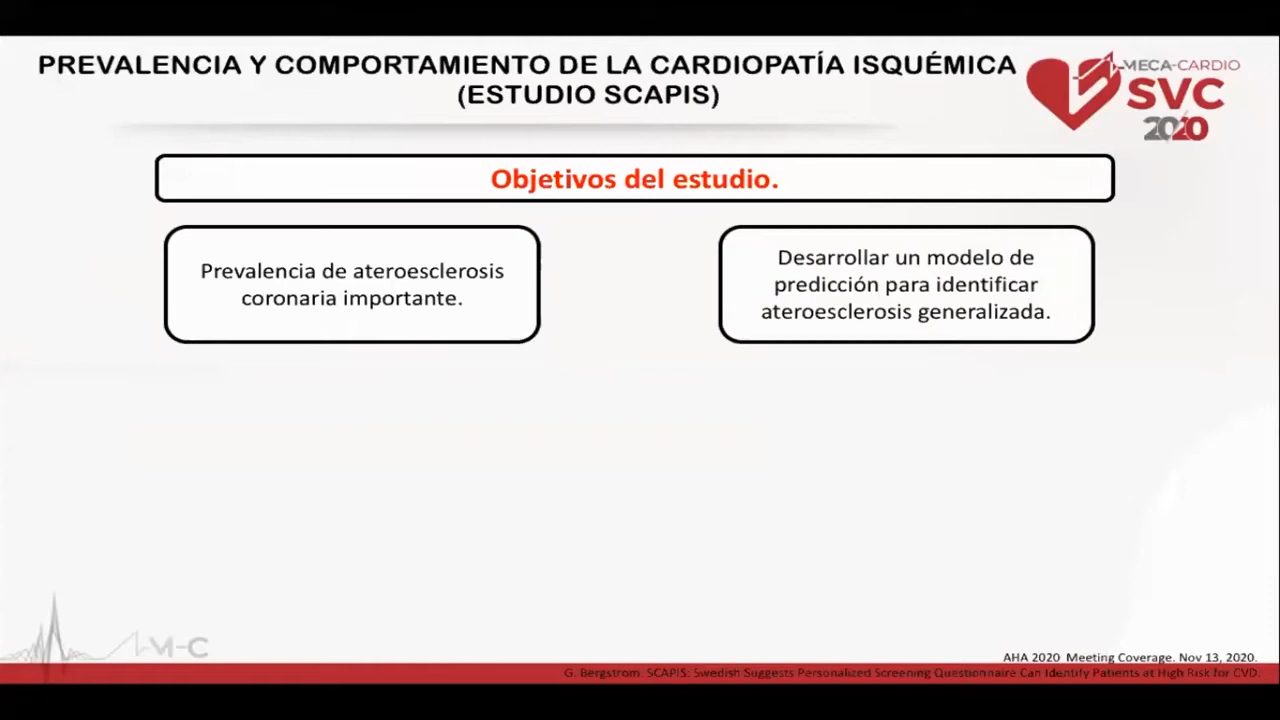 PREVALENCIA Y COMPORTAMIENTO DE LA CARDIOPATÍA ISQUÉMICA
(ESTUDIO SCAPIS)
MECA-CARDIO
SVC
2020
Objetivos del estudio.
Prevalencia de ateroesclerosis
coronaria importante.
Desarrollar un modelo de
predicción para identificar
ateroesclerosis generalizada.
M-C
AHA 2020 Meeting Coverage. Nov 13, 2020.
G. Bergstrom. SCAPIS: Swedish Suggests Personalized Screening Questionnaire Can Identify Patients at High Risk for CVD.